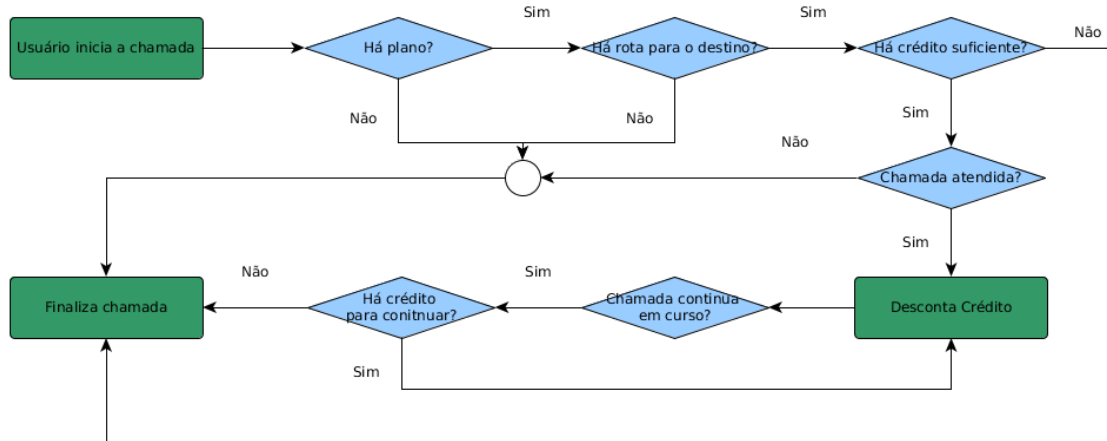 Sim
Sim
Usuário inicia a chamada
Há plano?
Há rota para o destino?
Há crédito suficiente?
Não
Não
Não
Sim
Não
Chamada atendida?
Sim
Não
Sim
Finaliza chamada
Há crédito
para conitnuar?
Chamada continua
em curso?
Desconta Crédito
Sim